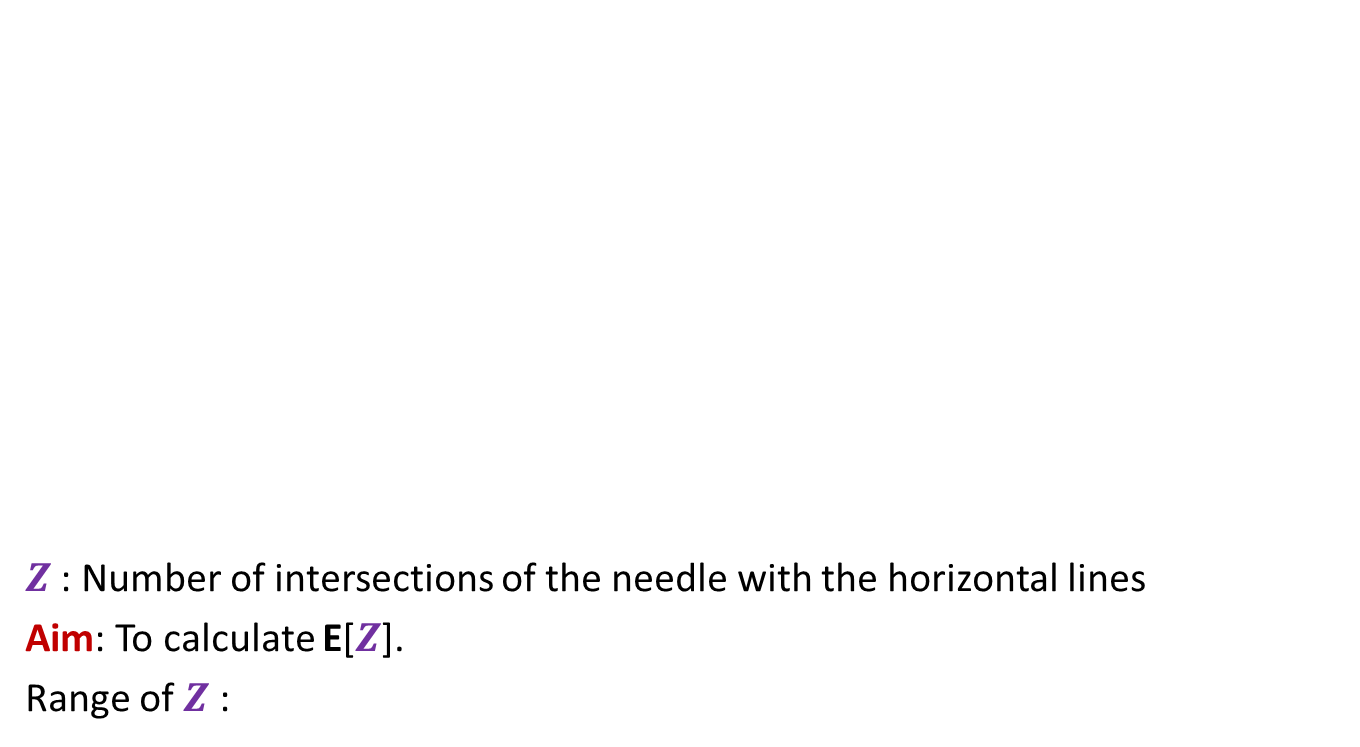 Z : Number of intersections of the needle with the horizontal lines
Aim: To calculate E[Z].
Range of Z :